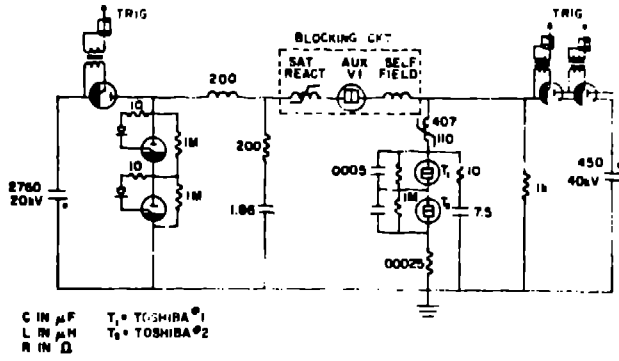 TRIG
TRIG
BLOCKING CKT
SAT REACT
AUX VI
SELF FIELD
200
10
1M
10
1M
2760
20kV
200
1.86
407
110
.0005
1M
T₁
T₂
10
7.5
.00025
1k
450
40kV
C IN μF
L IN μH
R IN Ω
T₁ = TOSHIBA #1
T₂ = TOSHIBA #2